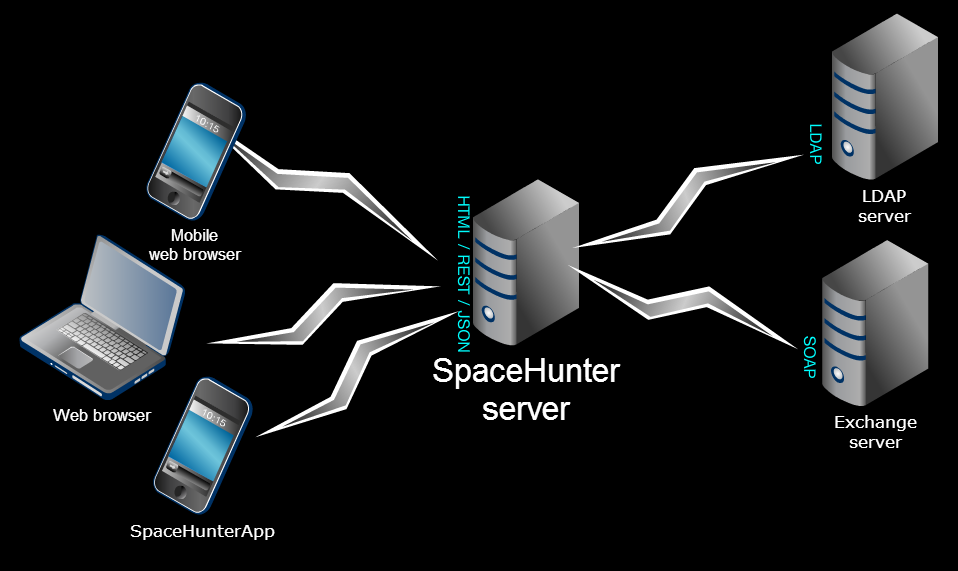 10:15
Mobile
web browser
Web browser
10:15
SpaceHunterApp
HTML / REST / JSON
SpaceHunter
server
LDAP
LDAP
server
SOAP
Exchange
server